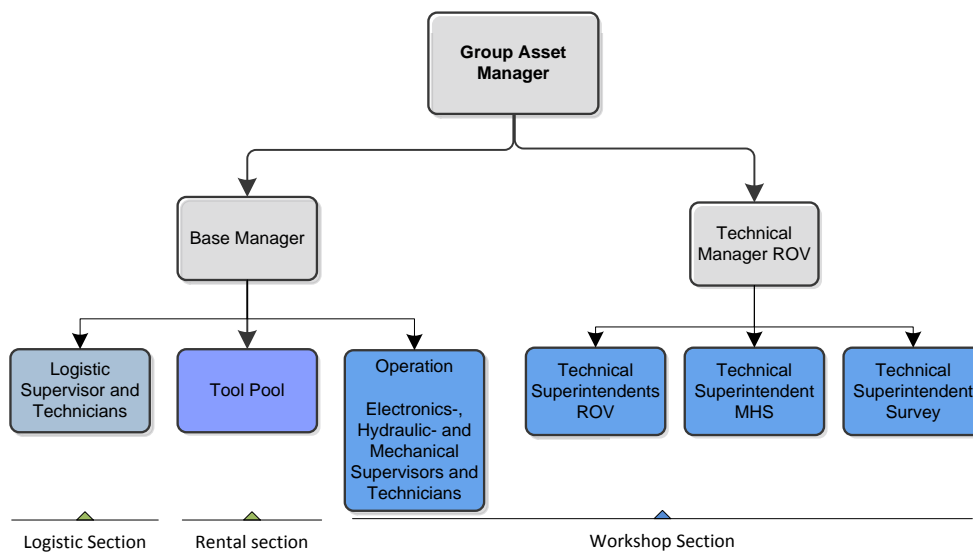 Group Asset
Manager
Base Manager
Technical
Manager ROV
Logistic
Supervisor and
Technicians
Tool Pool
Operation
Electronics-,
Hydraulic- and
Mechanical
Supervisors and
Technicians
Technical
Superintendents
ROV
Technical
Superintendent
MHS
Technical
Superintendent
Survey
Logistic Section
Rental section
Workshop Section